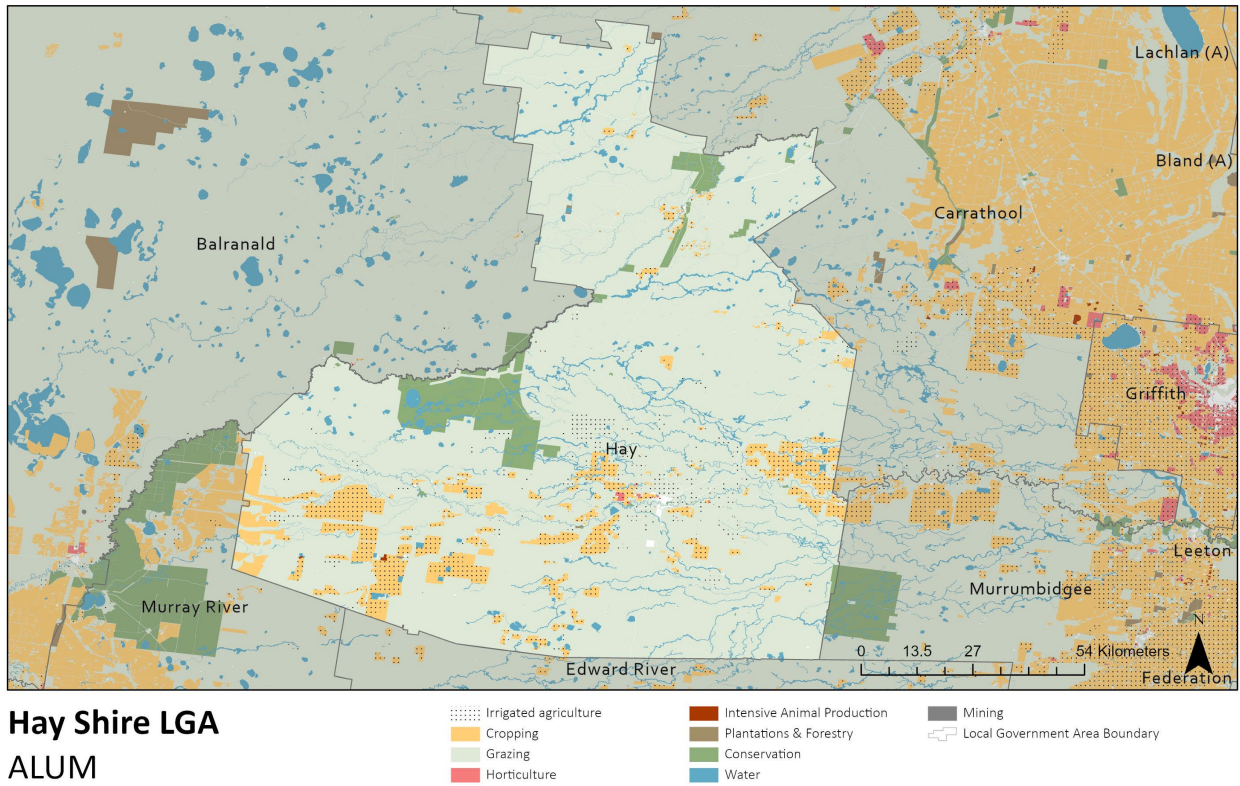 Lachlan (A)
Bland (A)
Carrathool
Balranald
Griffith
Hay
Leeton
Murrumbidgee
Murray River
N
0 13.5 27 54 Kilometers
Edward River
Federation
Hay Shire LGA
ALUM
Irrigated agriculture
Cropping
Grazing
Horticulture
Intensive Animal Production
Plantations & Forestry
Conservation
Water
Mining
Local Government Area Boundary